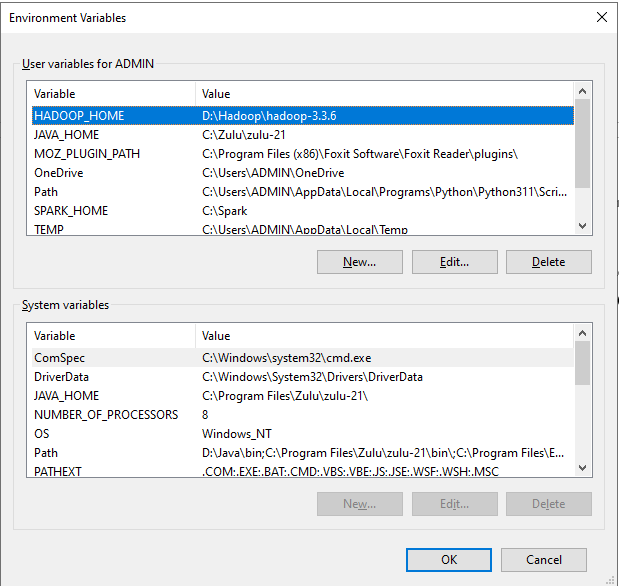 Environment Variables
User variables for ADMIN
Variable Value
HADOOP_HOME D:\Hadoop\hadoop-3.3.6
JAVA_HOME C:\Zulu\zulu-21
MOZ_PLUGIN_PATH C:\Program Files (x86)\Foxit Software\Foxit Reader\plugins\
OneDrive C:\Users\ADMIN\OneDrive
Path C:\Users\ADMIN\AppData\Local\Programs\Python\Python311\Scri...
SPARK_HOME C:\Spark
TEMP C:\Users\ADMIN\AppData\Local\Temp
New... Edit... Delete
System variables
Variable Value
ComSpec C:\Windows\system32\cmd.exe
DriverData C:\Windows\System32\Drivers\DriverData
JAVA_HOME C:\Program Files\Zulu\zulu-21\
NUMBER_OF_PROCESSORS 8
OS Windows_NT
Path D:\Java\bin;C:\Program Files\Zulu\zulu-21\bin\;C:\Program Files\E...
PATHEXT .COM;.EXE;.BAT;.CMD;.VBS;.VBE;.JS;.JSE;.WSF;.WSH;.MSC
New... Edit... Delete
OK Cancel